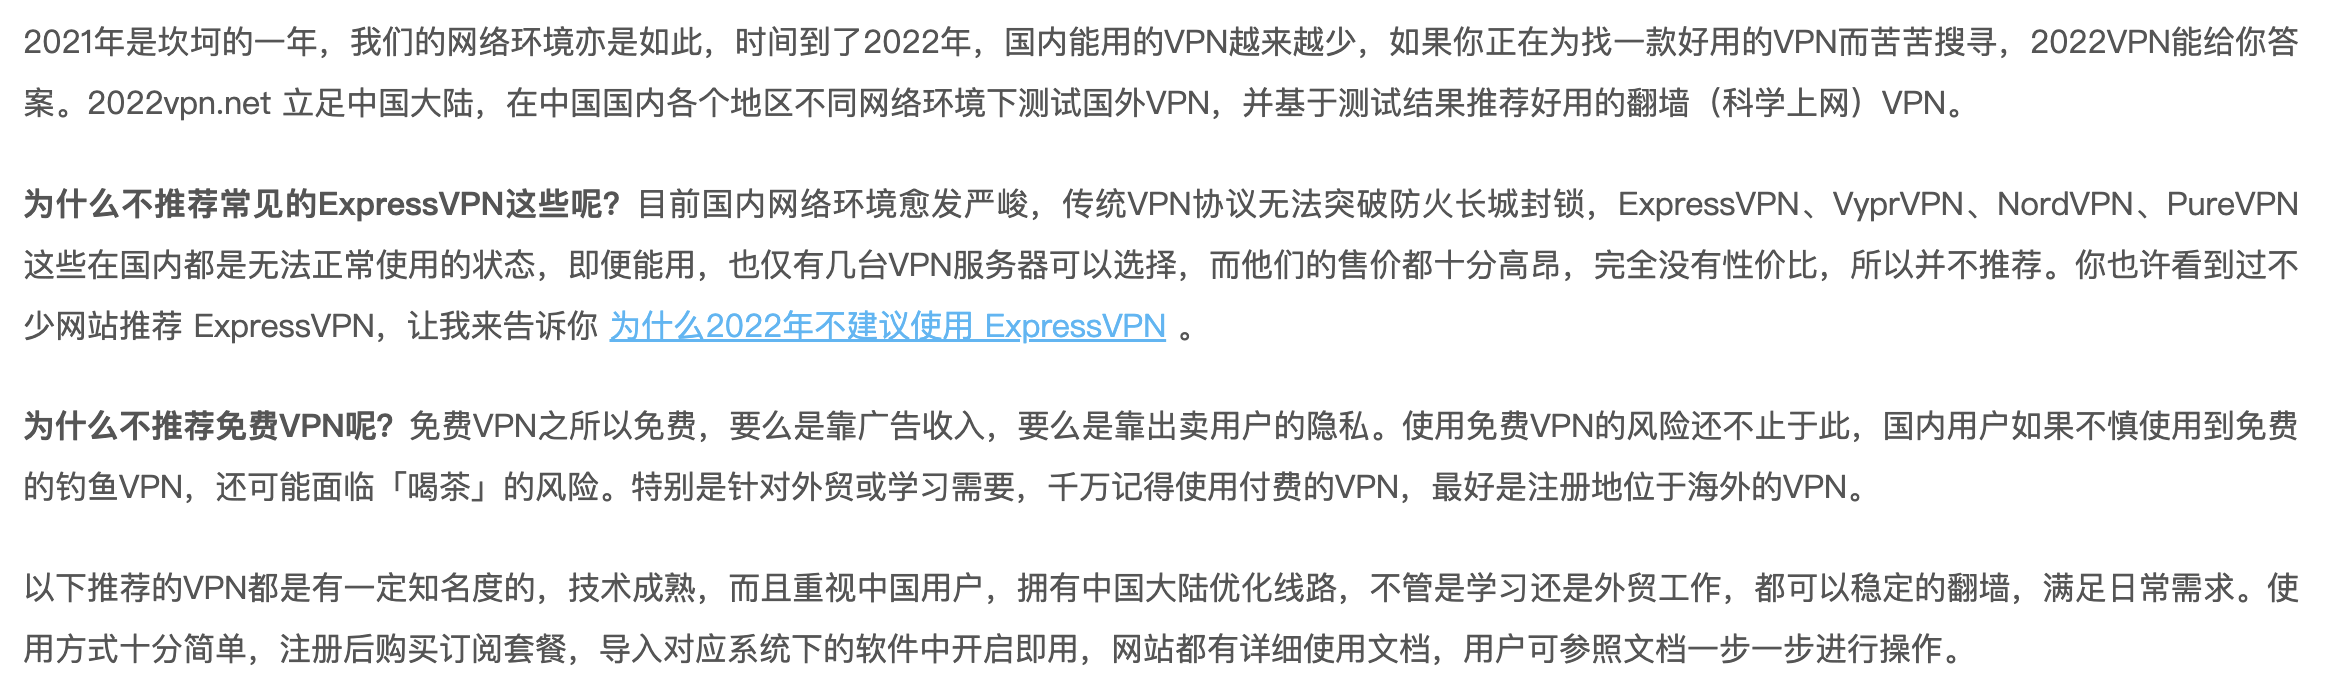 2021年是坎坷的一年，我们的网络环境亦是如此，时间到了2022年，国内能用的VPN越来越少，如果你正在为找一款好用的VPN而苦苦搜寻，2022VPN能给你答
案。2022vpn.net 立足中国大陆，在中国国内各个地区不同网络环境下测试国外VPN，并基于测试结果推荐好用的翻墙（科学上网）VPN。
为什么不推荐常见的ExpressVPN这些呢？目前国内网络环境愈发严峻，传统VPN协议无法突破防火长城封锁，ExpressVPN、VyprVPN、NordVPN、PureVPN
这些在国内都是无法正常使用的状态，即便能用，也仅有几台VPN服务器可以选择，而他们的售价都十分高昂，完全没有性价比，所以并不推荐。你也许看到过不
少网站推荐 ExpressVPN，让我来告诉你 为什么2022年不建议使用 ExpressVPN 。
为什么不推荐免费VPN呢？免费VPN之所以免费，要么是靠广告收入，要么是靠出卖用户的隐私。使用免费VPN的风险还不止于此，国内用户如果不慎使用到免费
的钓鱼VPN，还可能面临「喝茶」的风险。特别是针对外贸或学习需要，千万记得使用付费的VPN，最好是注册地位于海外的VPN。
以下推荐的VPN都是有一定知名度的，技术成熟，而且重视中国用户，拥有中国大陆优化线路，不管是学习还是外贸工作，都可以稳定的翻墙，满足日常需求。使
用方式十分简单，注册后购买订阅套餐，导入对应系统下的软件中开启即用，网站都有详细使用文档，用户可参照文档一步一步进行操作。